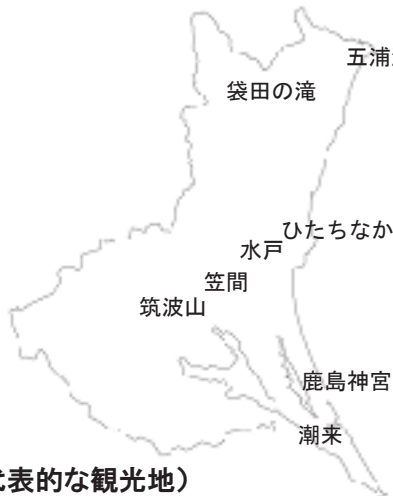 五浦
袋田の滝
ひたちなか
水戸
笠間
筑波山
鹿島神宮
潮来
代表的な観光地）